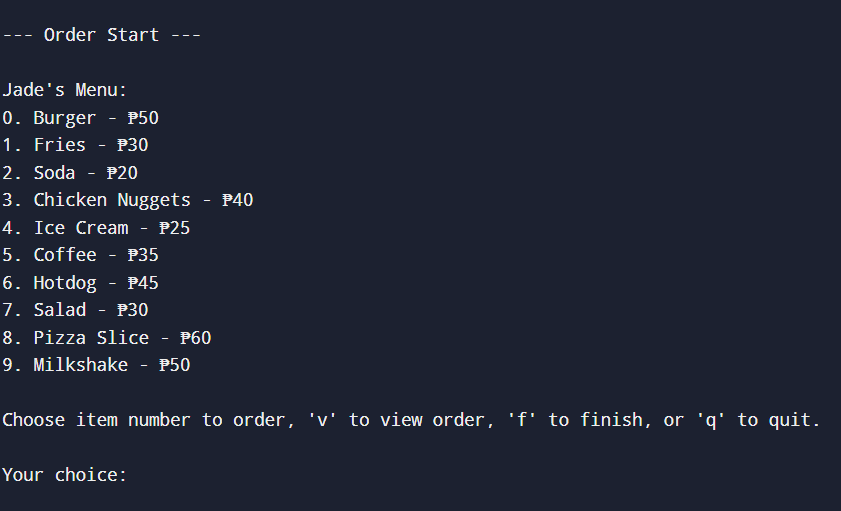 --- Order Start ---
Jade's Menu:
0. Burger - ₱50
1. Fries - ₱30
2. Soda - ₱20
3. Chicken Nuggets - ₱40
4. Ice Cream - ₱25
5. Coffee - ₱35
6. Hotdog - ₱45
7. Salad - ₱30
8. Pizza Slice - ₱60
9. Milkshake - ₱50
Choose item number to order, 'v' to view order, 'f' to finish, or 'q' to quit.
Your choice: